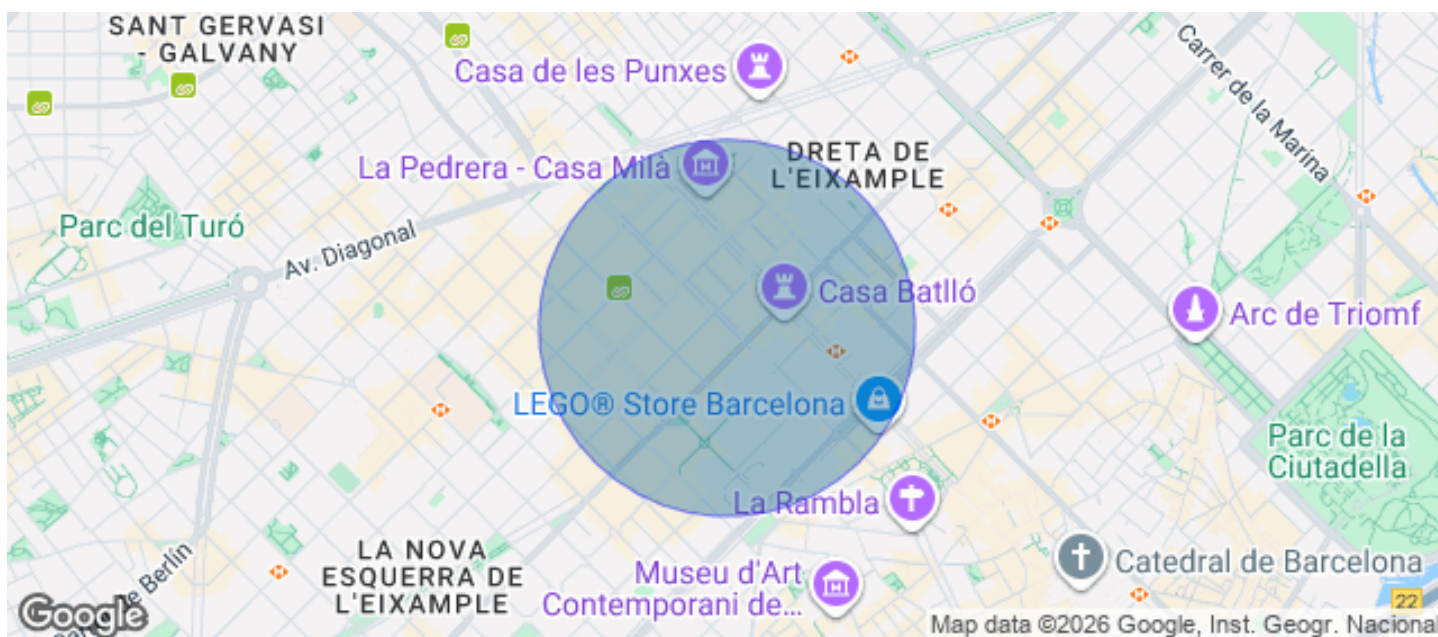 SANT GERVASI
- GALVANY
Casa de les Punxes
Carrer de la Marina
La Pedrera - Casa Milà
DRETA DE
L'EIXAMPLE
Parc del Turó
Av. Diagonal
Casa Batlló
Arc de Triomf
LEGO® Store Barcelona
Parc de la
Ciutadella
La Rambla
LA NOVA
ESQUERRA DE
L'EIXAMPLE
Museu d'Art
Contemporani de...
Catedral de Barcelona
de Berlín
22
Google
Map data ©2026 Google, Inst. Geogr. Nacional